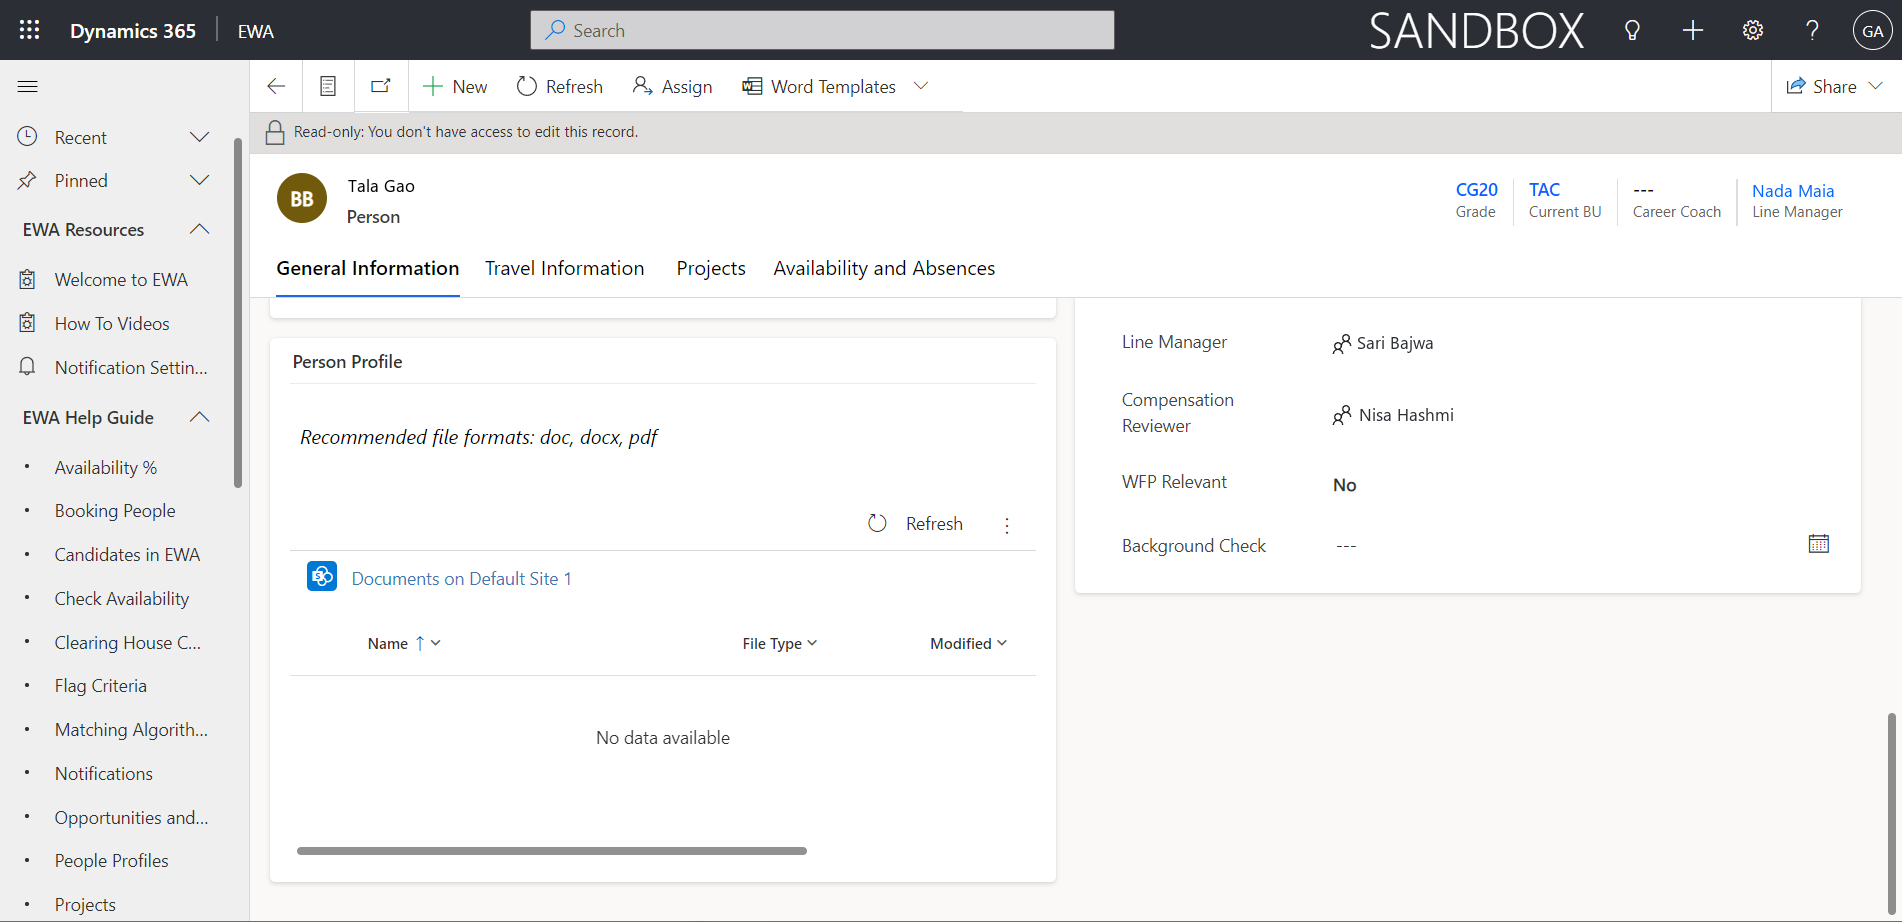 Dynamics 365 EWA Search SANDBOX GA
New Refresh Assign Word Templates Share
Read-only: You don't have access to edit this record.
Recent
Pinned
EWA Resources
Welcome to EWA
How To Videos
Notification Settin...
EWA Help Guide
Availability %
Booking People
Candidates in EWA
Check Availability
Clearing House C...
Flag Criteria
Matching Algorith...
Notifications
Opportunities and...
People Profiles
Projects
BB
Tala Gao
Person
CG20
Grade
TAC
Current BU
---
Career Coach
Nada Maia
Line Manager
General Information Travel Information Projects Availability and Absences
Person Profile
Recommended file formats: doc, docx, pdf
Refresh
Documents on Default Site 1
Name File Type Modified
No data available
Line Manager Sari Bajwa
Compensation
Reviewer
Nisa Hashmi
WFP Relevant No
Background Check ---